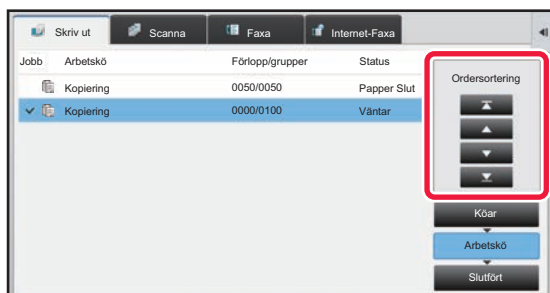 Skriv ut Scanna Faxa Internet-Faxa
Jobb Arbetskö Förlopp/grupper Status
Kopiering 0050/0050 Papper Slut
Kopiering 0000/0100 Väntar
Ordersortering
Köar
Arbetskö
Slutfört